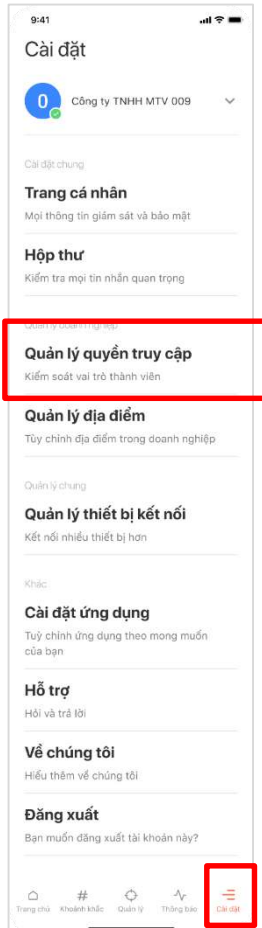 9:41
Cài đặt
0
Công ty TNHH MTV 009
Cài đặt chung
Trang cá nhân
Mọi thông tin giám sát và bảo mật
Hộp thư
Kiểm tra mọi tin nhắn quan trọng
Quản lý doanh nghiệp
Quản lý quyền truy cập
Kiểm soát vai trò thành viên
Quản lý địa điểm
Tùy chỉnh địa điểm trong doanh nghiệp
Quản lý chung
Quản lý thiết bị kết nối
Kết nối nhiều thiết bị hơn
Khác
Cài đặt ứng dụng
Tuỳ chỉnh ứng dụng theo mong muốn
của bạn
Hỗ trợ
Hỏi và trả lời
Về chúng tôi
Hiểu thêm về chúng tôi
Đăng xuất
Bạn muốn đăng xuất tài khoản này?
Trang chủ Khoảnh khắc Quản lý Thông báo Cài đặt